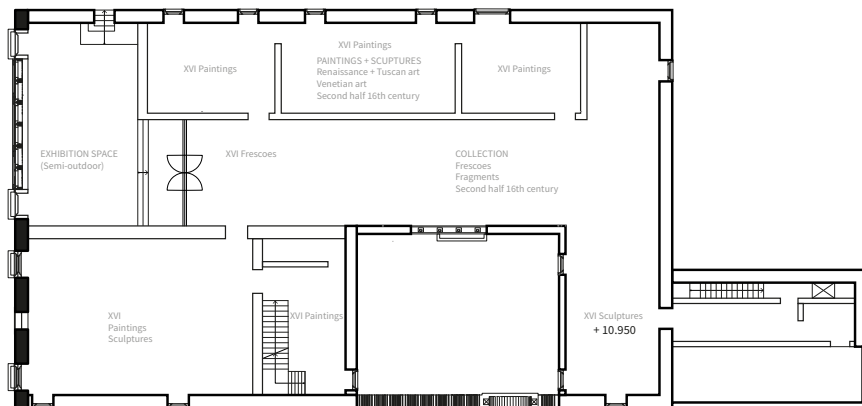 XVI Paintings
XVI Paintings
PAINTINGS + SCUPTURES
Renaissance + Tuscan art
Venetian art
Second half 16th century
XVI Paintings
EXHIBITION SPACE
(Semi-outdoor)
XVI Frescoes
COLLECTION
Frescoes
Fragments
Second half 16th century
XVI
Paintings
Sculptures
XVI Paintings
XVI Sculptures
+ 10.950